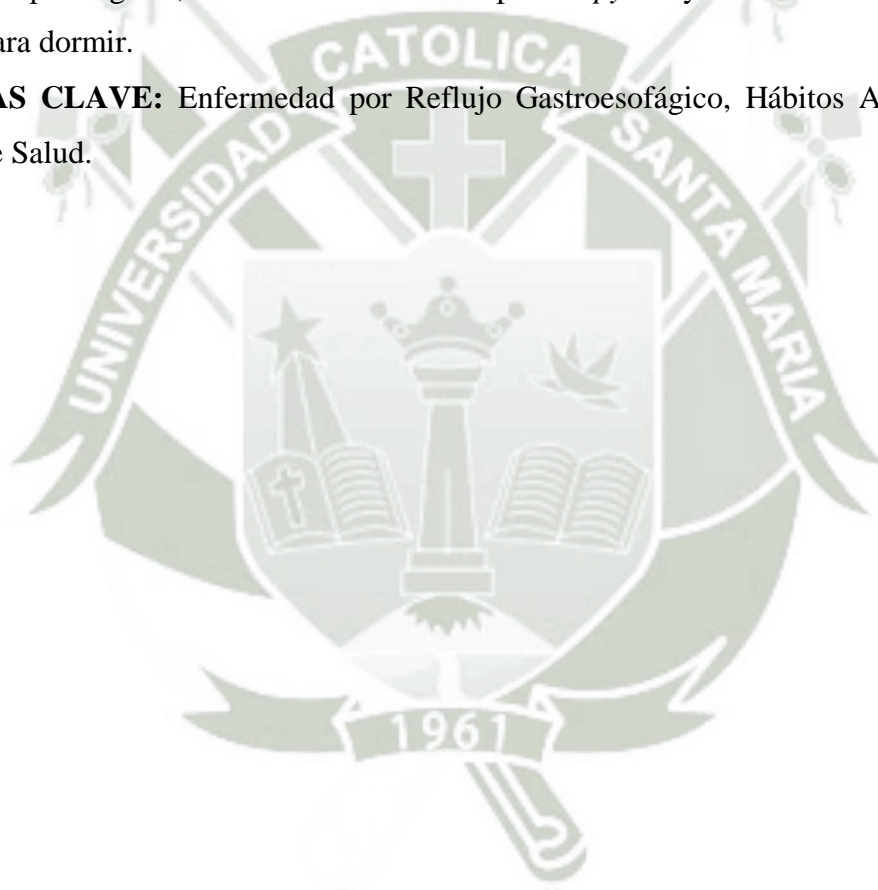 ara dormir.
AS CLAVE: Enfermedad por Reflujo Gastroesofágico, Hábitos A
e Salud.
UNIVERSIDAD CATOLICA SANTA MARIA
1961